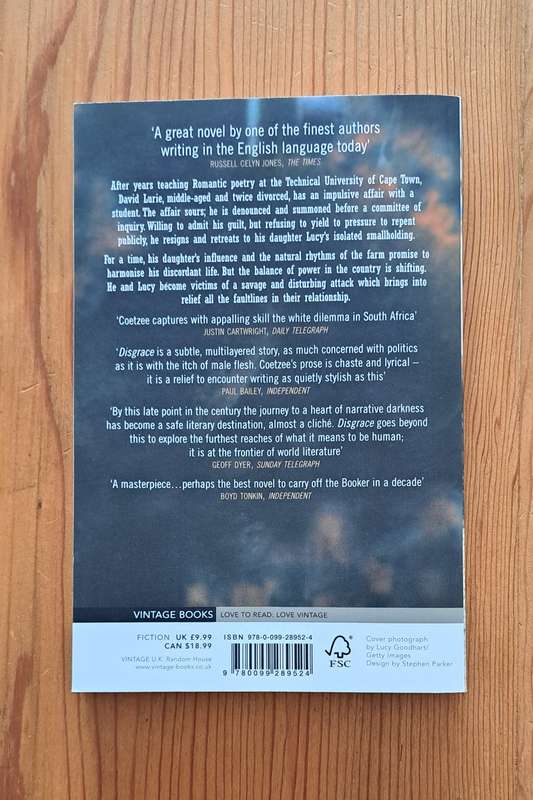 ‘A great novel by one of the finest authors
writing in the English language today’
RUSSELL CELYN JONES, THE TIMES
After years teaching Romantic poetry at the Technical University of Cape Town,
David Lurie, middle-aged and twice divorced, has an impulsive affair with a
student. The affair sours; he is denounced and summoned before a committee of
inquiry. Willing to admit his guilt, but refusing to yield to pressure to repent
publicly, he resigns and retreats to his daughter Lucy's isolated smallholding.
For a time, his daughter's influence and the natural rhythms of the farm promise to
harmonise his discordant life. But the balance of power in the country is shifting.
He and Lucy become victims of a savage and disturbing attack which brings into
relief all the faultlines in their relationship.
‘Coetzee captures with appalling skill the white dilemma in South Africa’
JUSTIN CARTWRIGHT, DAILY TELEGRAPH
‘Disgrace is a subtle, multilayered story, as much concerned with politics
as it is with the itch of male flesh. Coetzee's prose is chaste and lyrical –
it is a relief to encounter writing as quietly stylish as this’
PAUL BAILEY, INDEPENDENT
‘By this late point in the century the journey to a heart of narrative darkness
has become a safe literary destination, almost a cliché. Disgrace goes beyond
this to explore the furthest reaches of what it means to be human;
it is at the frontier of world literature’
GEOFF DYER, SUNDAY TELEGRAPH
‘A masterpiece…perhaps the best novel to carry off the Booker in a decade’
BOYD TONKIN, INDEPENDENT
VINTAGE BOOKS LOVE TO READ: LOVE VINTAGE
FICTION UK £9.99
CAN $18.99
VINTAGE U.K. Random House
www.vintage-books.co.uk
ISBN 978-0-099-28952-4
9 780099 289524
FSC
Cover photograph
by Lucy Goodhart/
Getty Images
Design by Stephen Parker